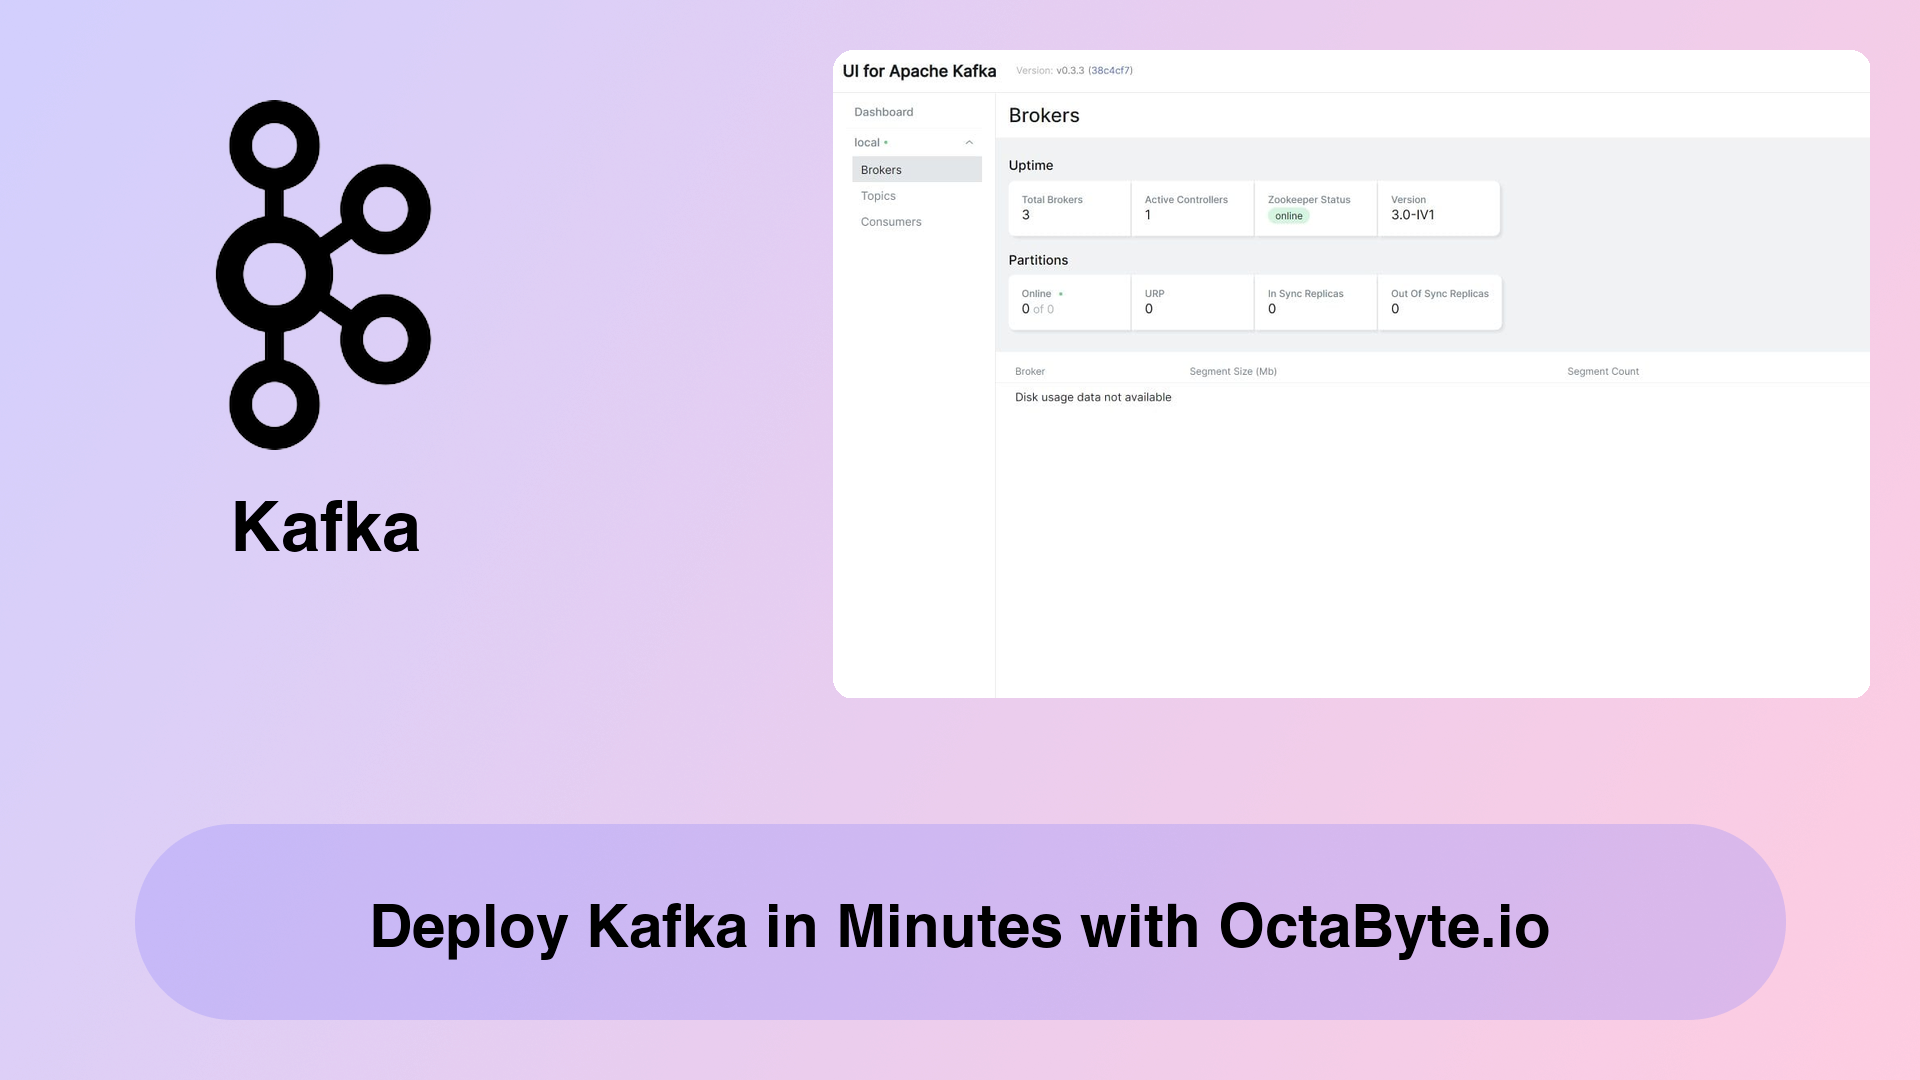 Kafka
UI for Apache Kafka Version: v0.3.3 (38c4cf7)
Dashboard
local
Brokers
Topics
Consumers
Brokers
Uptime
Total Brokers
3
Active Controllers
1
Zookeeper Status
online
Version
3.0-IV1
Partitions
Online
0 of 0
URP
0
In Sync Replicas
0
Out Of Sync Replicas
0
Broker Segment Size (Mb) Segment Count
Disk usage data not available
Deploy Kafka in Minutes with OctaByte.io